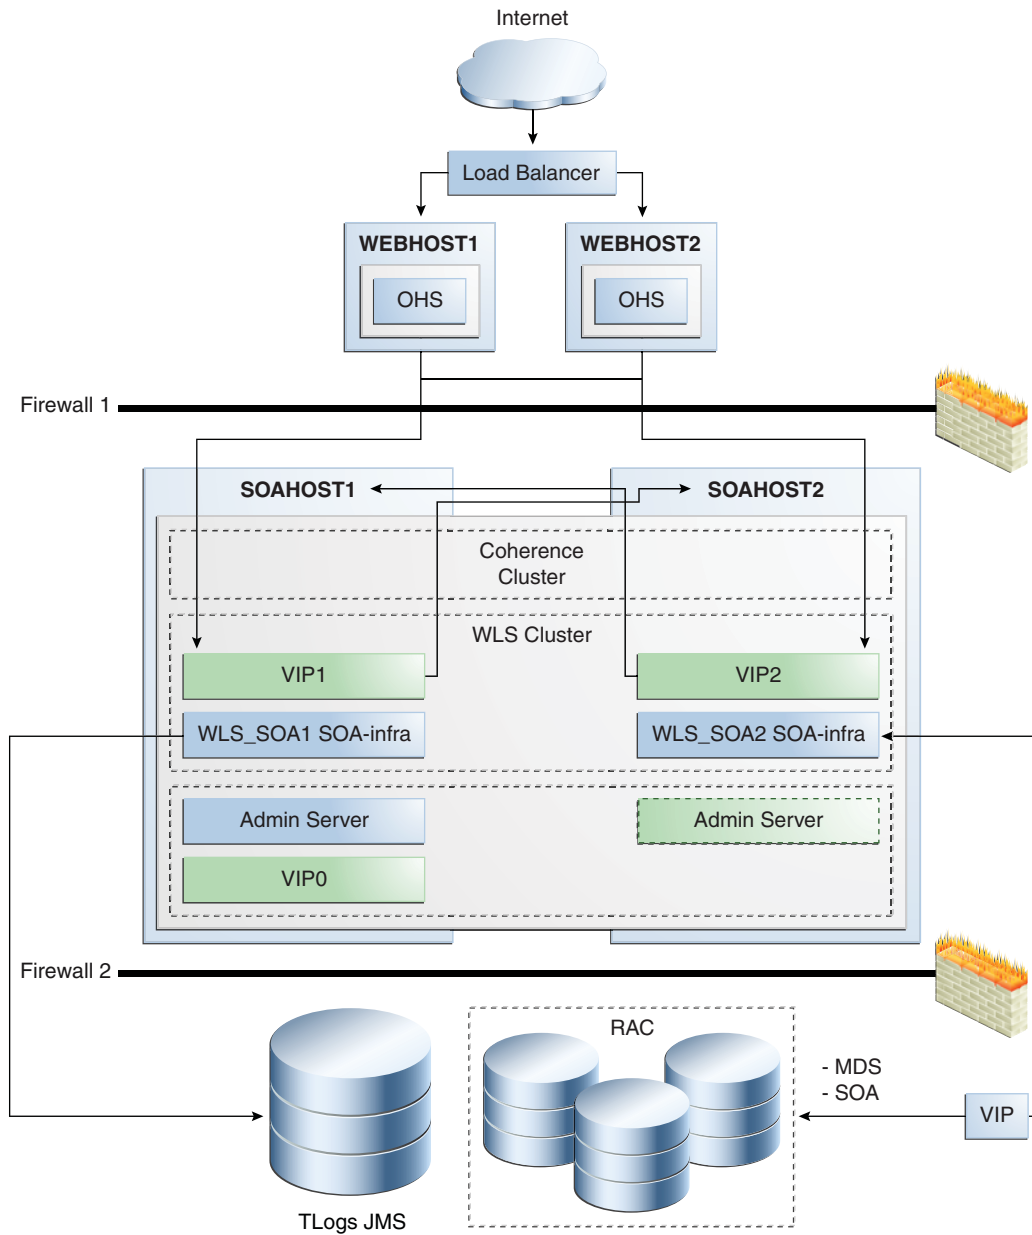 Internet
Load Balancer
WEBHOST1
WEBHOST2
OHS
OHS
Firewall 1
SOAHOST1
SOAHOST2
Coherence
Cluster
WLS Cluster
VIP1
VIP2
WLS_SOA1 SOA-infra
WLS_SOA2 SOA-infra
Admin Server
Admin Server
VIP0
Firewall 2
RAC
- MDS
- SOA
VIP
TLogs JMS